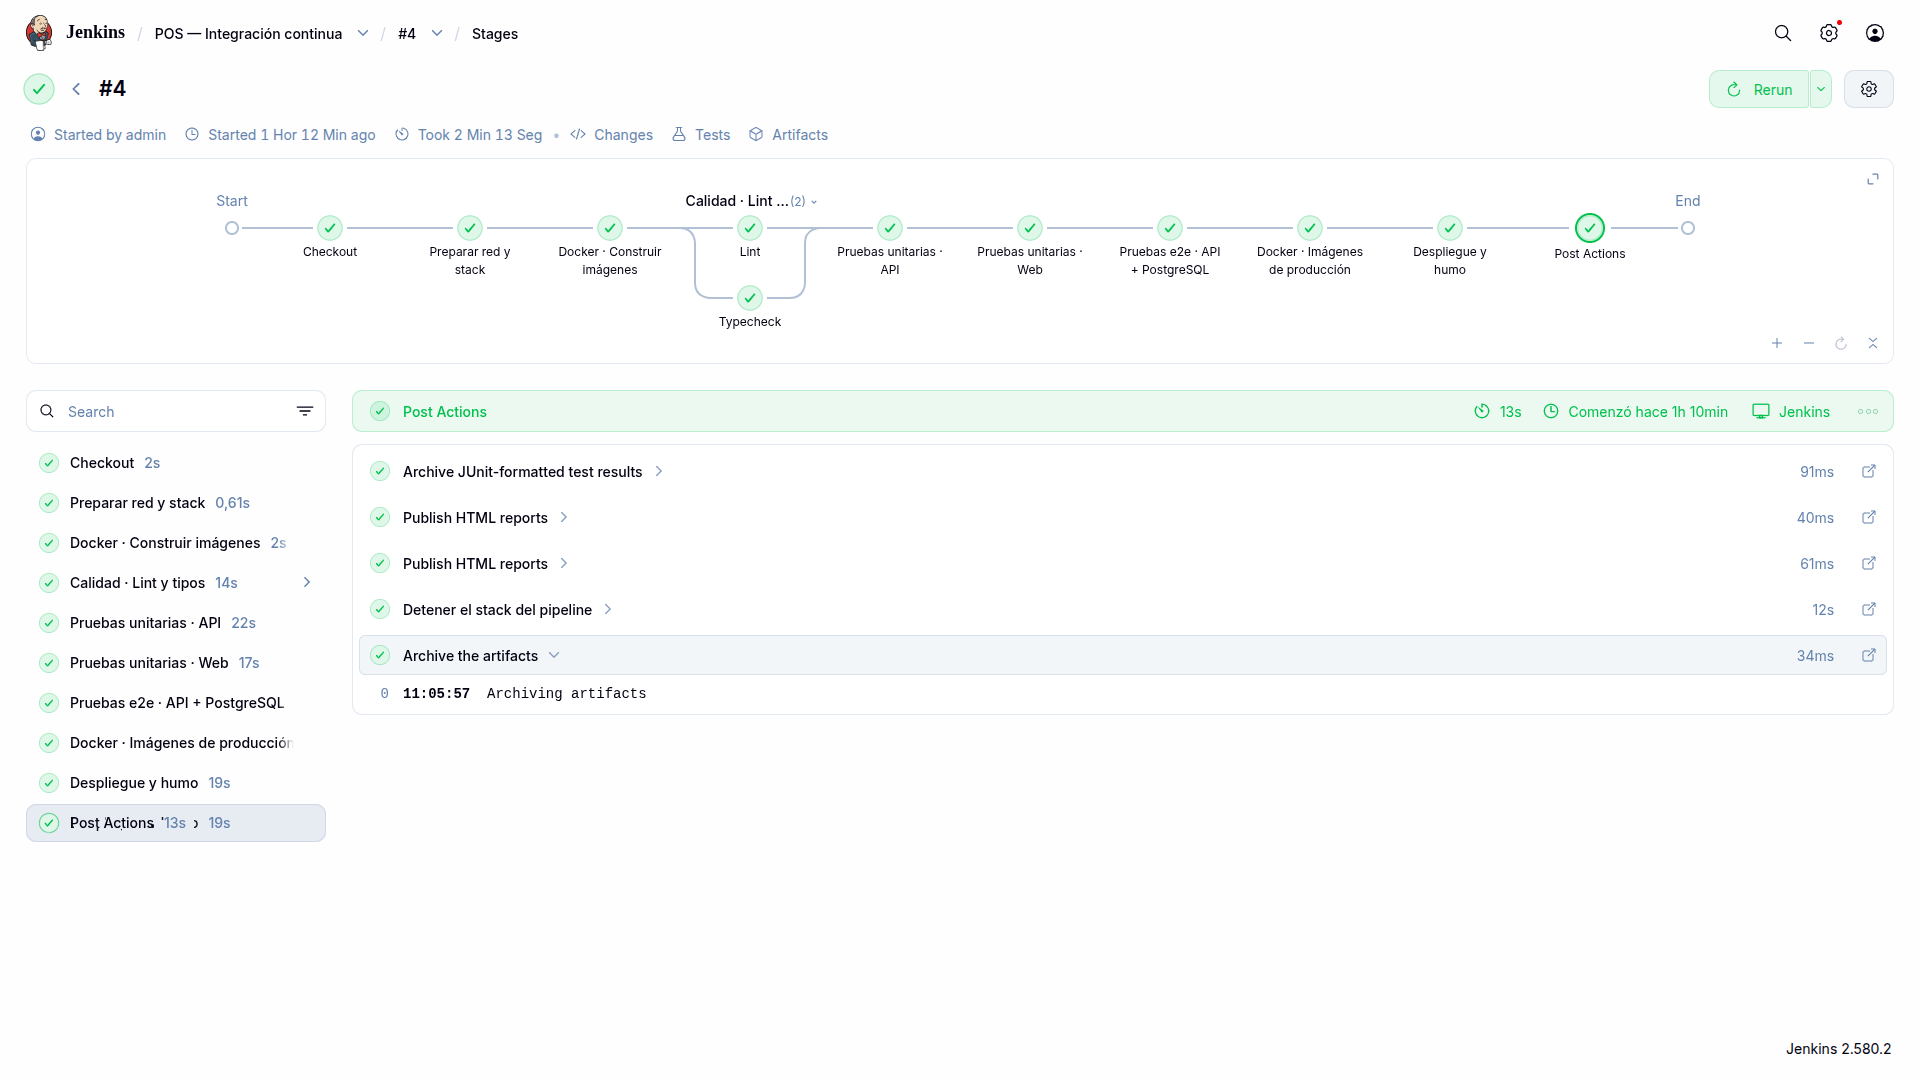 Jenkins / POS — Integración continua / #4 / Stages
#4
Rerun
Started by admin Started 1 Hor 12 Min ago Took 2 Min 13 Seg Changes Tests Artifacts
Start Calidad · Lint ... (2) End
Checkout
Preparar red y stack
Docker · Construir imágenes
Lint
Typecheck
Pruebas unitarias · API
Pruebas unitarias · Web
Pruebas e2e · API + PostgreSQL
Docker · Imágenes de producción
Despliegue y humo
Post Actions
Search
Checkout 2s
Preparar red y stack 0,61s
Docker · Construir imágenes 2s
Calidad · Lint y tipos 14s
Pruebas unitarias · API 22s
Pruebas unitarias · Web 17s
Pruebas e2e · API + PostgreSQL
Docker · Imágenes de producción
Despliegue y humo 19s
Post Actions 13s 19s
Post Actions 13s Comenzó hace 1h 10min Jenkins
Archive JUnit-formatted test results 91ms
Publish HTML reports 40ms
Publish HTML reports 61ms
Detener el stack del pipeline 12s
Archive the artifacts 34ms
0 11:05:57 Archiving artifacts
Jenkins 2.580.2